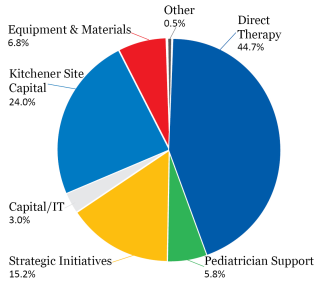 Other
0.5%
Direct
Therapy
44.7%
Equipment & Materials
6.8%
Kitchener Site
Capital
24.0%
Capital/IT
3.0%
Strategic Initiatives
15.2%
Pediatrician Support
5.8%